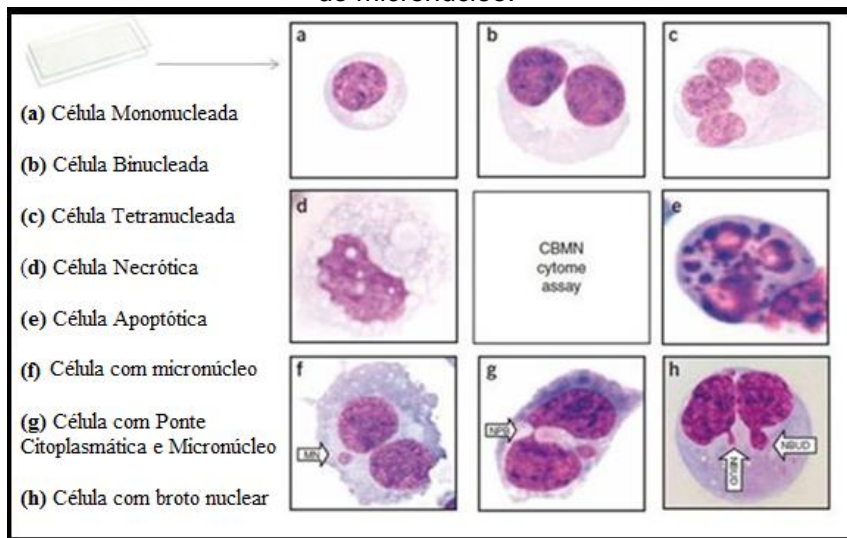 de micronúcleo.
(a) Célula Mononucleada
(b) Célula Binucleada
(c) Célula Tetranucleada
(d) Célula Necrótica
(e) Célula Apoptótica
(f) Célula com micronúcleo
(g) Célula com Ponte
Citoplasmática e Micronúcleo
(h) Célula com broto nuclear
a
b
c
d
CBMN
cytome
assay
e
f
MN
g
NPB
h
NBUD
NBUD